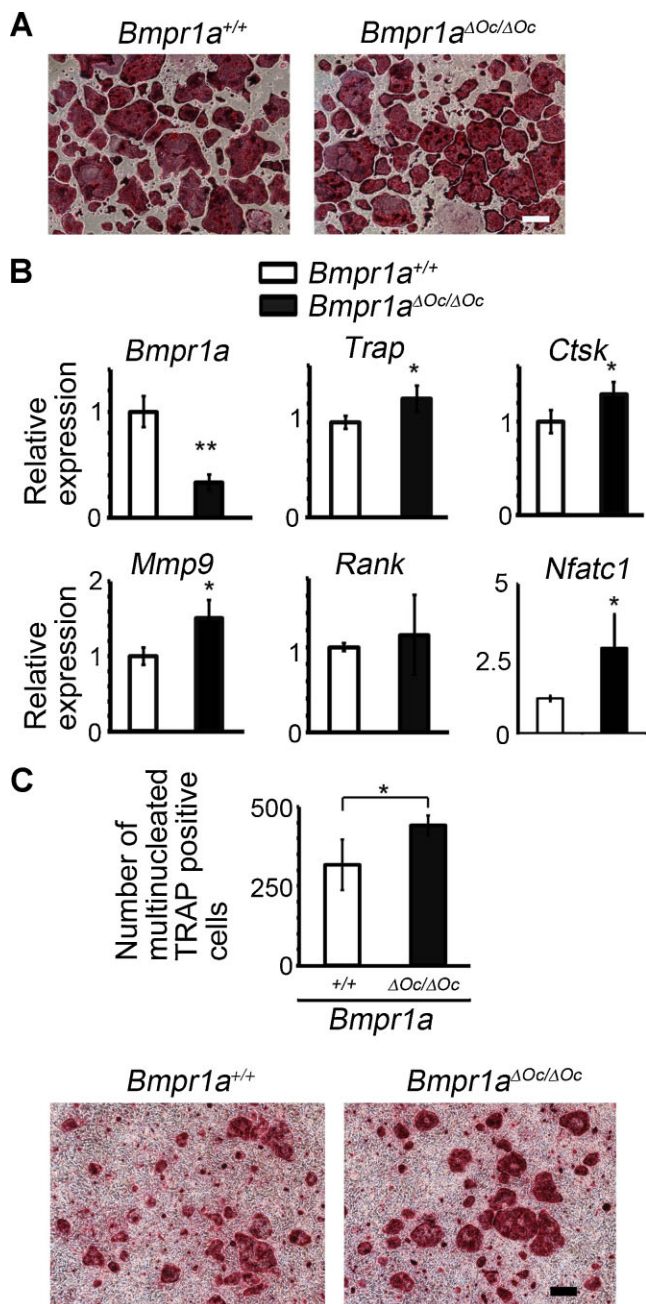 A
Bmpr1a+/+ Bmpr1aΔOc/ΔOc
B
Bmpr1a+/+
Bmpr1aΔOc/ΔOc
Bmpr1a Trap Ctsk
Relative expression
1
0
**
1
0
*
1
0
*
Mmp9 Rank Nfatc1
Relative expression
2
1
0
*
1
0
5
2.5
0
*
C
Number of
multinucleated
TRAP positive
cells
500
250
0
*
+/+ ΔOc/ΔOc
Bmpr1a
Bmpr1a+/+ Bmpr1aΔOc/ΔOc